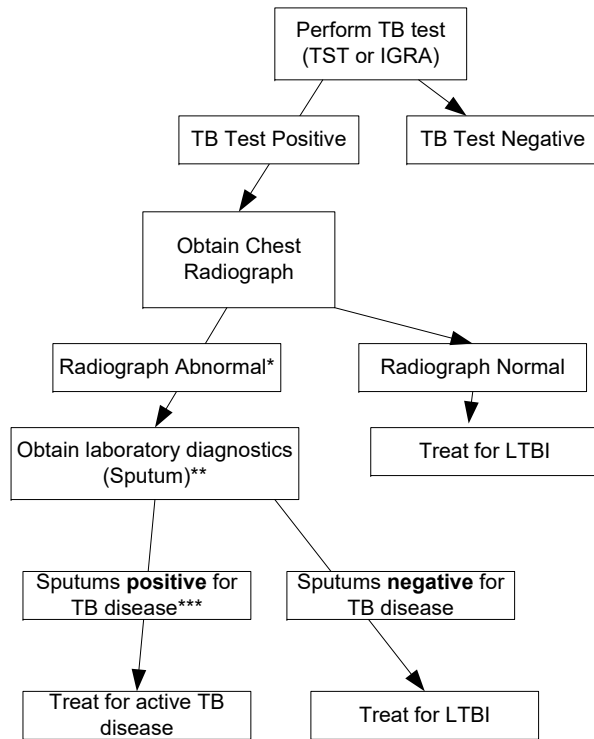 Perform TB test
(TST or IGRA)
TB Test Positive
TB Test Negative
Obtain Chest
Radiograph
Radiograph Abnormal*
Radiograph Normal
Obtain laboratory diagnostics
(Sputum)**
Treat for LTBI
Sputums positive for
TB disease***
Sputums negative for
TB disease
Treat for active TB
disease
Treat for LTBI